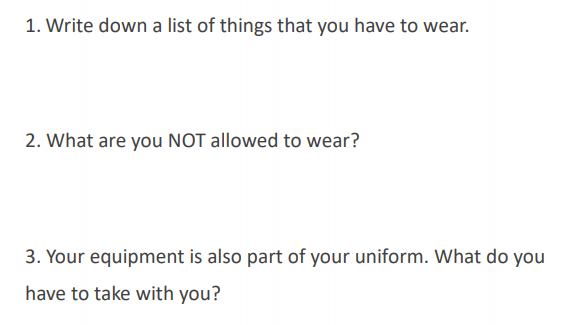 1. Write down a list of things that you have to wear.
2. What are you NOT allowed to wear?
3. Your equipment is also part of your uniform. What do you
have to take with you?